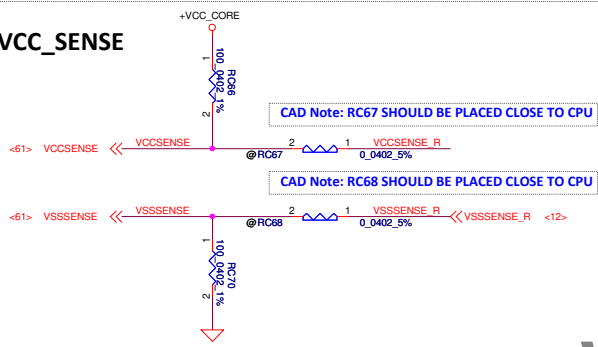 +VCC_CORE
VCC_SENSE
1
RC66
100_0402_1%
2
CAD Note: RC67 SHOULD BE PLACED CLOSE TO CPU
<61> VCCSENSE VCCSENSE 2 1 VCCSENSE_R
@RC67 0_0402_5%
CAD Note: RC68 SHOULD BE PLACED CLOSE TO CPU
<61> VSSSENSE VSSSENSE 2 1 VSSSENSE_R VSSSENSE_R <12>
@RC68 0_0402_5%
1
RC70
100_0402_1%
2